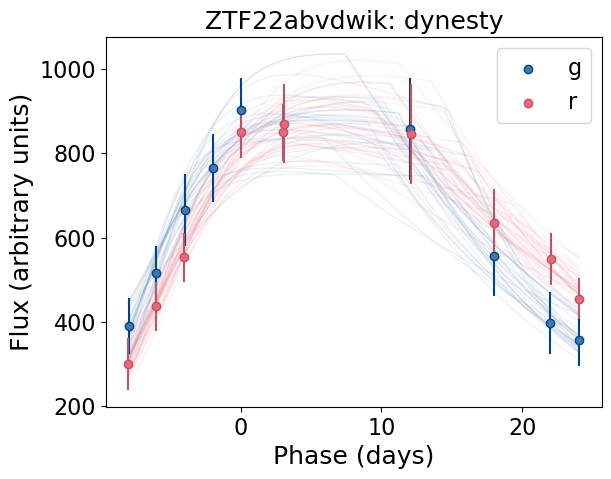 ZTF22abvdwik: dynesty
g
r
1000
800
600
400
200
Flux (arbitrary units)
0
10
20
Phase (days)